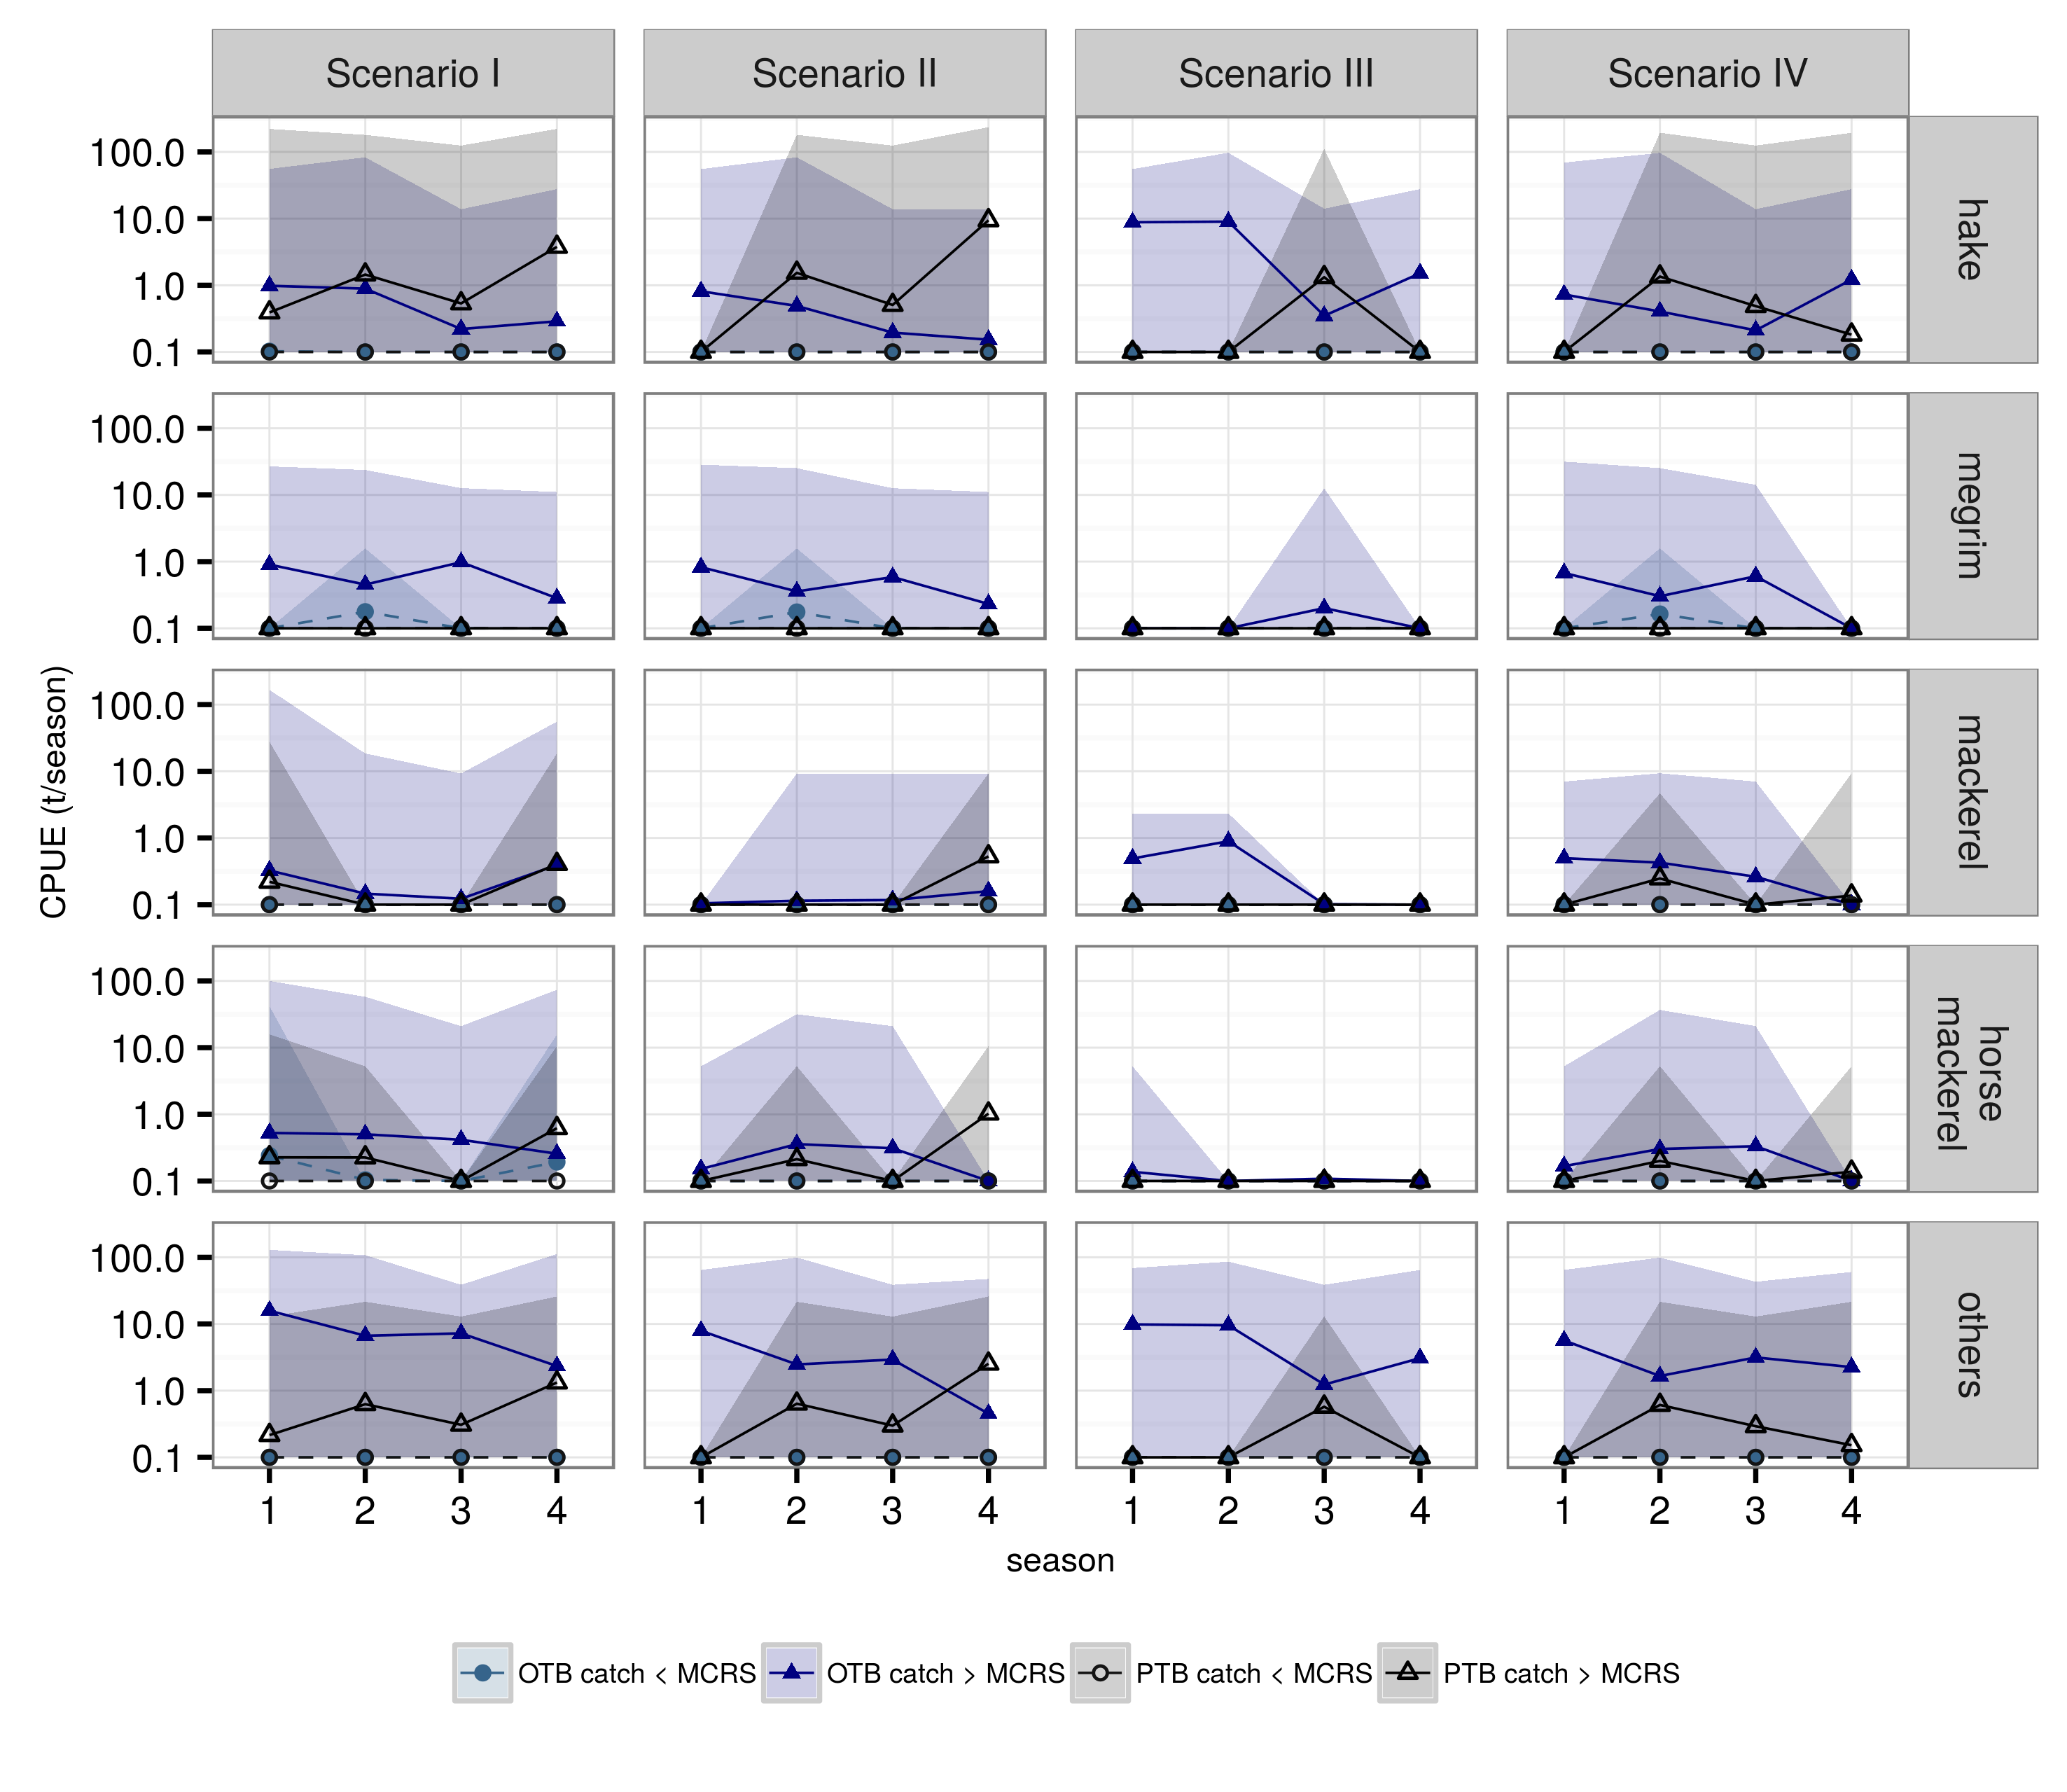 Scenario I
Scenario II
Scenario III
Scenario IV
100.0
10.0
1.0
0.1
hake
100.0
10.0
1.0
0.1
megrim
CPUE (t/season)
100.0
10.0
1.0
0.1
mackerel
100.0
10.0
1.0
0.1
horse
mackerel
100.0
10.0
1.0
0.1
others
1 2 3 4
1 2 3 4
1 2 3 4
1 2 3 4
season
OTB catch < MCRS
OTB catch > MCRS
PTB catch < MCRS
PTB catch > MCRS